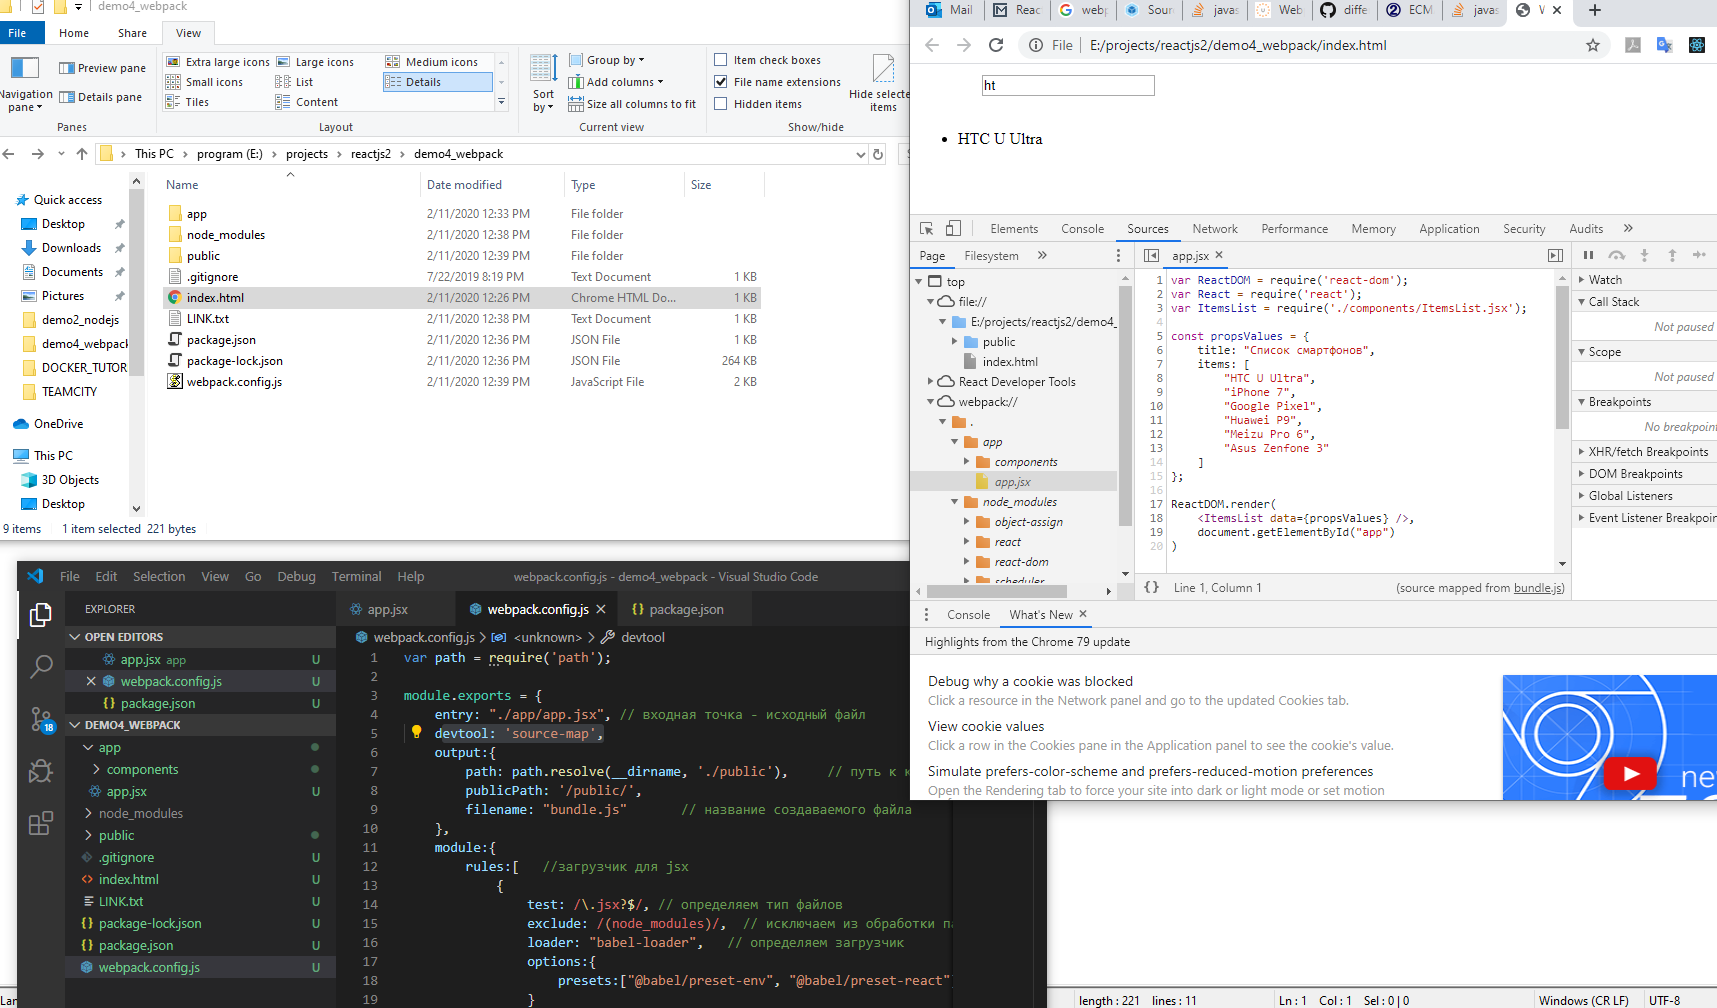 demo4_webpack
File Home Share View
Navigation pane
Preview pane
Details pane
Panes
Extra large icons Large icons Medium icons
Small icons List Details
Tiles Content
Layout
Sort by
Group by
Add columns
Size all columns to fit
Current view
Item check boxes
File name extensions
Hidden items
Hide selecte
items
Show/hide
This PC > program (E:) > projects > reactjs2 > demo4_webpack
Quick access
Desktop
Downloads
Documents
Pictures
demo2_nodejs
demo4_webpack
DOCKER_TUTOR
TEAMCITY
OneDrive
This PC
3D Objects
Desktop
Name Date modified Type Size
app 2/11/2020 12:33 PM File folder
node_modules 2/11/2020 12:38 PM File folder
public 2/11/2020 12:39 PM File folder
.gitignore 7/22/2019 8:19 PM Text Document 1 KB
index.html 2/11/2020 12:26 PM Chrome HTML Do... 1 KB
LINK.txt 2/11/2020 12:38 PM Text Document 1 KB
package.json 2/11/2020 12:36 PM JSON File 1 KB
package-lock.json 2/11/2020 12:36 PM JSON File 264 KB
webpack.config.js 2/11/2020 12:39 PM JavaScript File 2 KB
9 items 1 item selected 221 bytes
Mail Reac webp Sour javas Web diffe ECM javas W
File | E:/projects/reactjs2/demo4_webpack/index.html
ht
• HTC U Ultra
Elements Console Sources Network Performance Memory Application Security Audits »
Page Filesystem »
top
file://
E:/projects/reactjs2/demo4_
public
index.html
React Developer Tools
webpack://
.
app
components
app.jsx
node_modules
object-assign
react
react-dom
scheduler
app.jsx
1 var ReactDOM = require('react-dom');
2 var React = require('react');
3 var ItemsList = require('./components/ItemsList.jsx');
4
5 const propsValues = {
6 title: "Список смартфонов",
7 items: [
8 "HTC U Ultra",
9 "iPhone 7",
10 "Google Pixel",
11 "Huawei P9",
12 "Meizu Pro 6",
13 "Asus Zenfone 3"
14 ]
15 };
16
17 ReactDOM.render(
18 <ItemsList data={propsValues} />,
19 document.getElementById("app")
20 )
{} Line 1, Column 1 (source mapped from bundle.js)
Watch
Call Stack
Not paused
Scope
Not paused
Breakpoints
No breakpoin
XHR/fetch Breakpoints
DOM Breakpoints
Global Listeners
Event Listener Breakpoin
Console What's New
Highlights from the Chrome 79 update
Debug why a cookie was blocked
Click a resource in the Network panel and go to the updated Cookies tab.
View cookie values
Click a row in the Cookies pane in the Application panel to see the cookie's value.
Simulate prefers-color-scheme and prefers-reduced-motion preferences
Open the Rendering tab to force your site into dark or light mode or set motion
ne
File Edit Selection View Go Debug Terminal Help webpack.config.js - demo4_webpack - Visual Studio Code
18
EXPLORER
OPEN EDITORS
app.jsx app U
webpack.config.js U
package.json U
DEMO4_WEBPACK
app
components
app.jsx U
node_modules
public
.gitignore U
index.html U
LINK.txt U
package-lock.json U
package.json U
webpack.config.js U
app.jsx webpack.config.js package.json
webpack.config.js > <unknown> > devtool
1 var path = require('path');
2
3 module.exports = {
4 entry: "./app/app.jsx", // входная точка - исходный файл
5 devtool: 'source-map',
6 output:{
7 path: path.resolve(__dirname, './public'), // путь к к
8 publicPath: '/public/',
9 filename: "bundle.js" // название создаваемого файла
10 },
11 module:{
12 rules:[ //загрузчик для jsx
13 {
14 test: /\.jsx?$/, // определяем тип файлов
15 exclude: /(node_modules)/, // исключаем из обработки па
16 loader: "babel-loader", // определяем загрузчик
17 options:{
18 presets:["@babel/preset-env", "@babel/preset-react"]
19 }
Lan
length : 221 lines : 11 Ln : 1 Col : 1 Sel : 0 | 0 Windows (CR LF) UTF-8